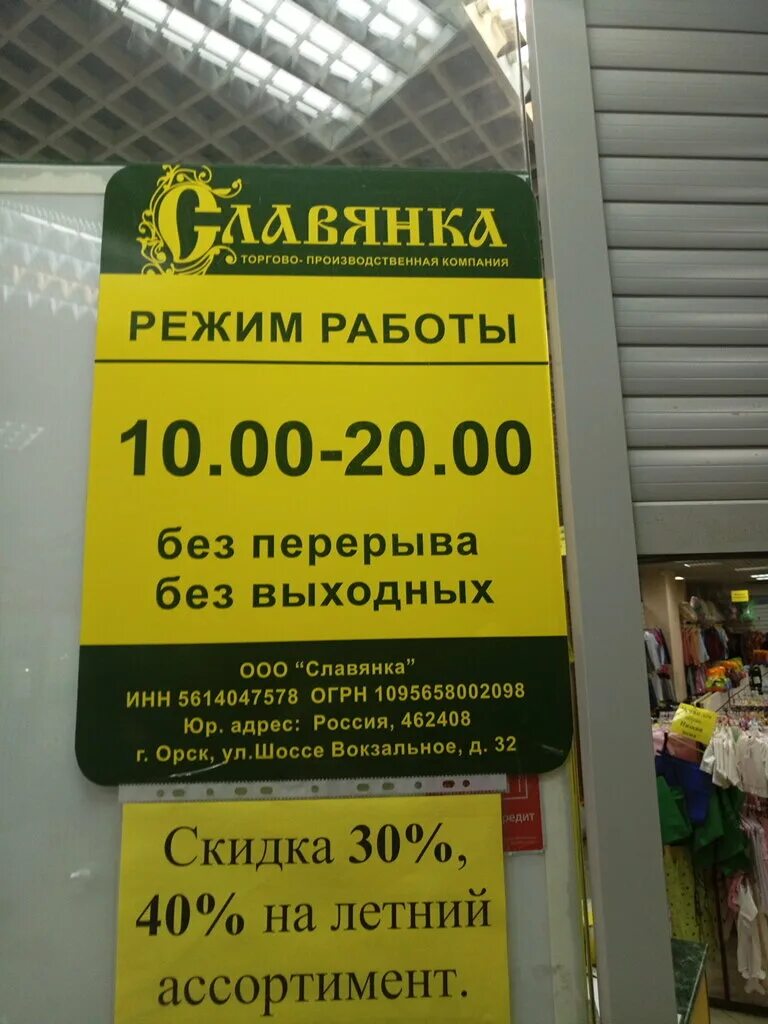 СЛАВЯНКА
ТОРГОВО- ПРОИЗВОДСТВЕННАЯ КОМПАНИЯ
РЕЖИМ РАБОТЫ
10.00-20.00
без перерыва
без выходных
ООО "Славянка"
ИНН 5614047578 ОГРН 1095658002098
Юр. адрес: Россия, 462408
г. Орск, ул.Шоссе Вокзальное, д. 32
Скидка 30%,
40% на летний
ассортимент.